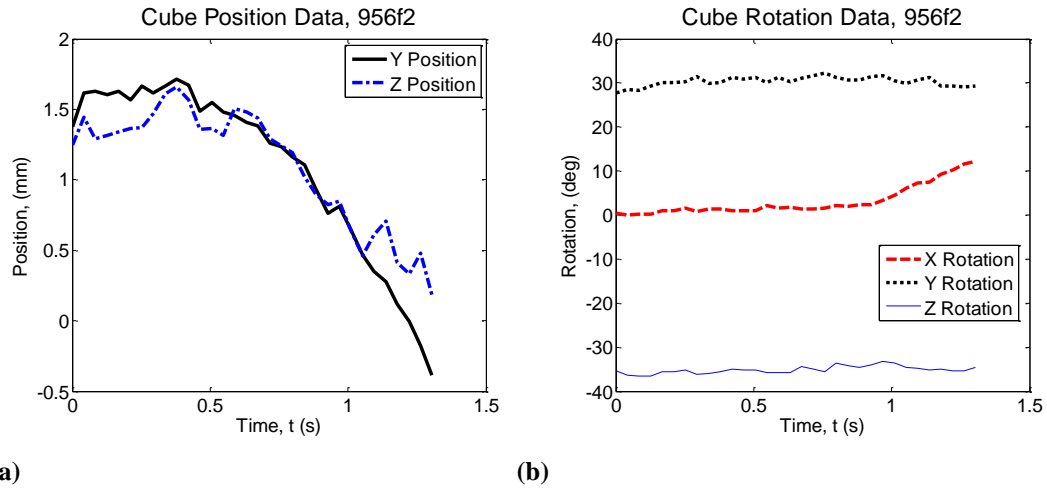 Cube Position Data, 956f2
2
1.5
1
0.5
0
-0.5
0 0.5 1 1.5
Position, (mm)
Time, t (s)
Y Position
Z Position
a)
Cube Rotation Data, 956f2
40
30
20
10
0
-10
-20
-30
-40
0 0.5 1 1.5
Rotation, (deg)
Time, t (s)
X Rotation
Y Rotation
Z Rotation
(b)